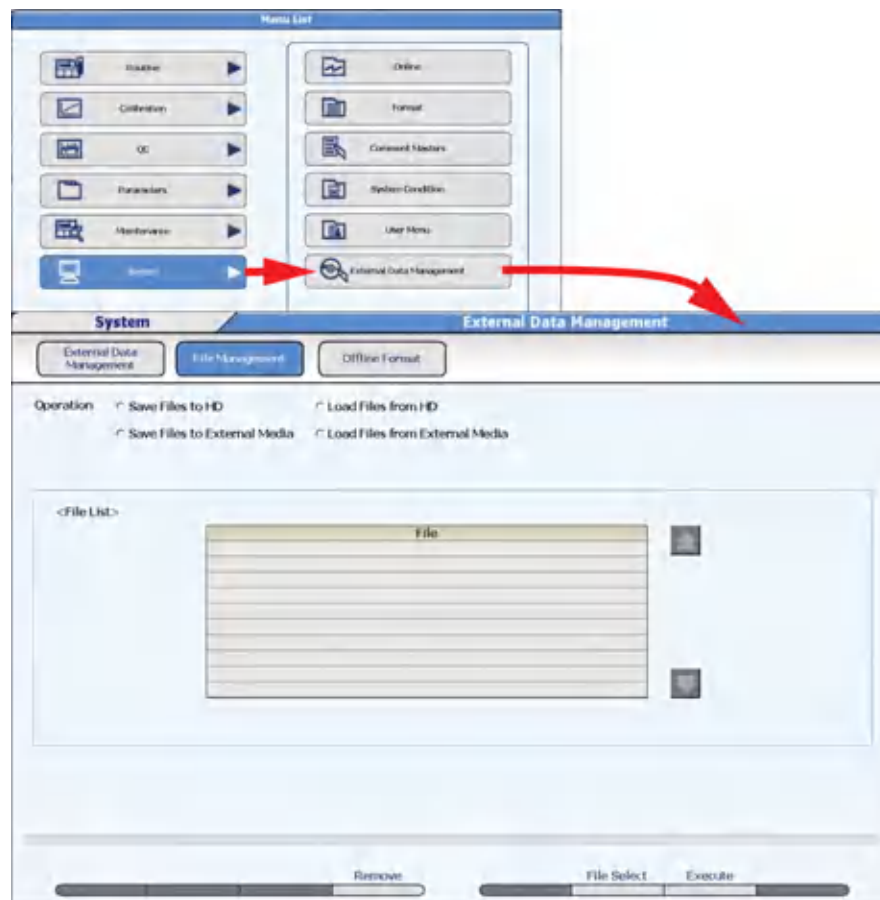 Menu List
Routine
Online
Calibration
Format
QC
Comment Masters
Parameters
System Condition
Maintenance
User Menu
System
External Data Management
System
External Data Management
External Data Management
File Management
Offline Format
Operation
Save Files to HD
Load Files from HD
Save Files to External Media
Load Files from External Media
<File List>
File
Remove
File Select
Execute